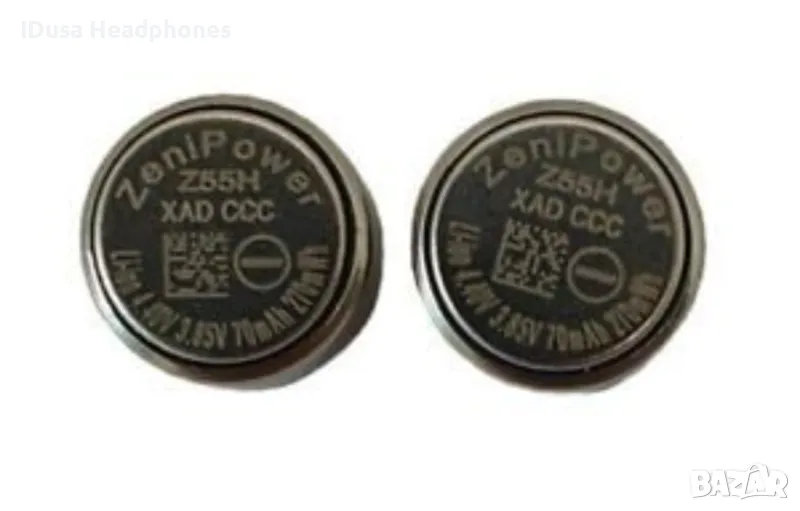 IDusa Headphones
ZeniPower
Z55H
XAD CCC
Li-ion 4.40V 3.85V 70mAh 270mWh
ZeniPower
Z55H
XAD CCC
Li-ion 4.40V 3.85V 70mAh 270mWh
BAZAR